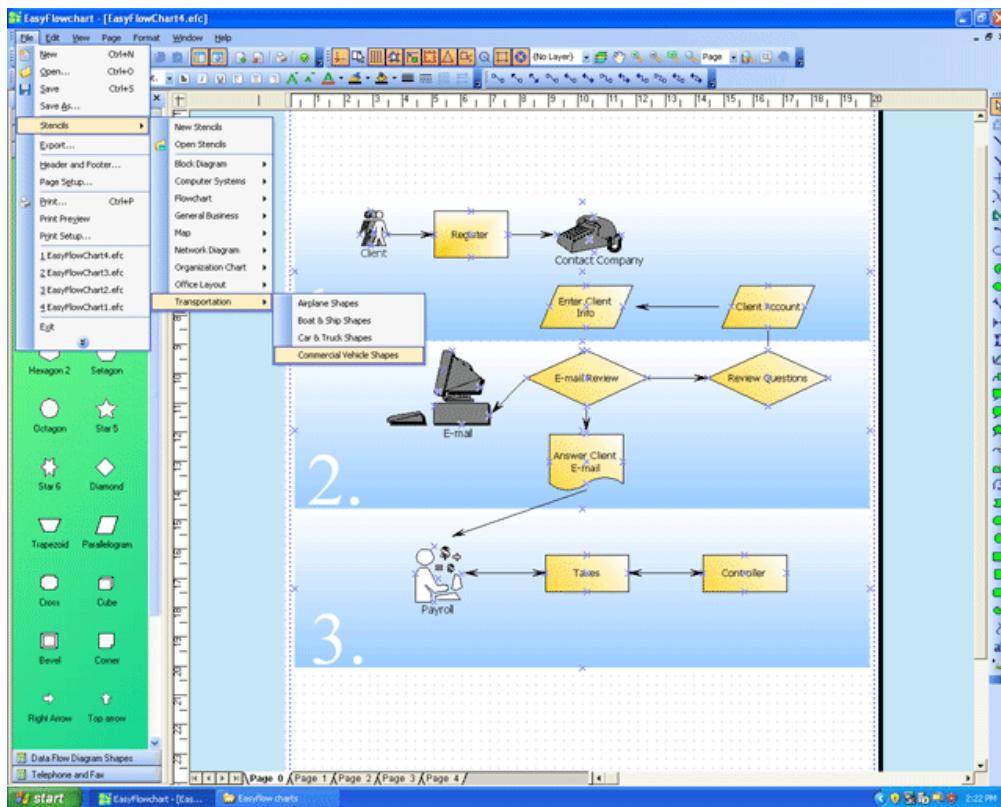 EasyFlowchart - [EasyFlowChart4.efc]
File Edit View Page Format Window Help
New Ctrl+N
Open... Ctrl+O
Save Ctrl+S
Save As...
Stencils
Export...
Header and Footer...
Page Setup...
Print... Ctrl+P
Print Preview
Print Setup...
1 EasyFlowChart4.efc
2 EasyFlowChart3.efc
3 EasyFlowChart2.efc
4 EasyFlowChart1.efc
Exit
New Stencils
Open Stencils
Block Diagram
Computer Systems
Flowchart
General Business
Map
Network Diagram
Organization Chart
Office Layout
Transportation
Airplane Shapes
Boat & Ship Shapes
Car & Truck Shapes
Commercial Vehicle Shapes
(No Layer)
Page
Client
Register
Contact Company
Enter Client
Info
Client Account
E-mail Review
Review Questions
E-mail
Answer Client
E-mail
2.
Payroll
Takes
Controller
3.
Hexagon 2
Octagon Star 5
Star 6 Diamond
Trapezoid Parallelogram
Cross Cube
Bevel Corner
Right Arrow Top arrow
Data Flow Diagram Shapes
Telephone and Fax
Page 0 Page 1 Page 2 Page 3 Page 4
start
EasyFlowchart - [Eas...
Easyflow charts
2:22 PM